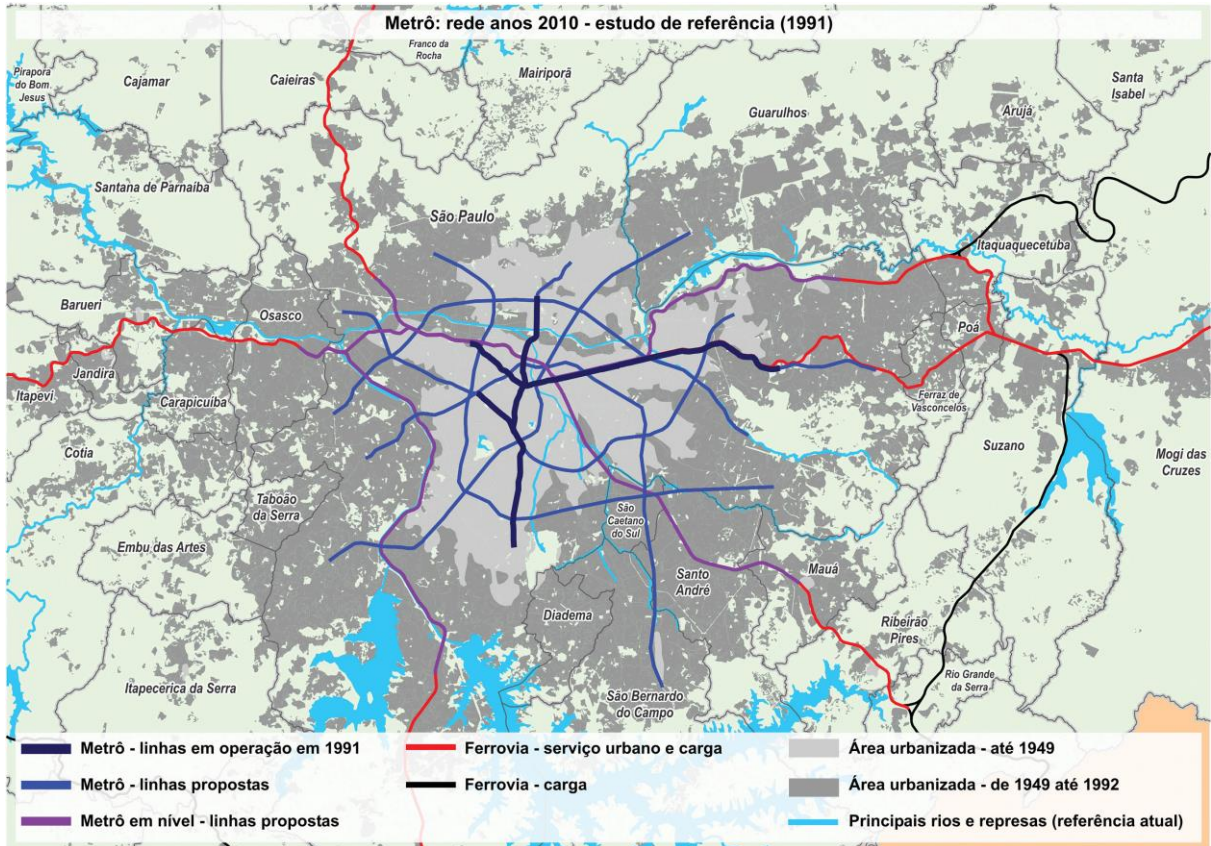 Metrô: rede anos 2010 - estudo de referência (1991)
Franco da
Rocha
Pirapora
do Bom
Jesus
Cajamar
Caieiras
Mairiporã
Santa
Isabel
Guarulhos
Arujá
Santana de Parnaíba
São Paulo
Itaquaquecetuba
Barueri
Osasco
Poá
Jandira
Itapevi
Carapicuíba
Ferraz de
Vasconcelos
Cotia
Suzano
Mogi das
Cruzes
Taboão
da Serra
São
Caetano
do Sul
Embu das Artes
Santo
André
Mauá
Diadema
Ribeirão
Pires
Rio Grande
da Serra
Itapecerica da Serra
São Bernardo
do Campo
Metrô - linhas em operação em 1991
Metrô - linhas propostas
Metrô em nível - linhas propostas
Ferrovia - serviço urbano e carga
Ferrovia - carga
Área urbanizada - até 1949
Área urbanizada - de 1949 até 1992
Principais rios e represas (referência atual)